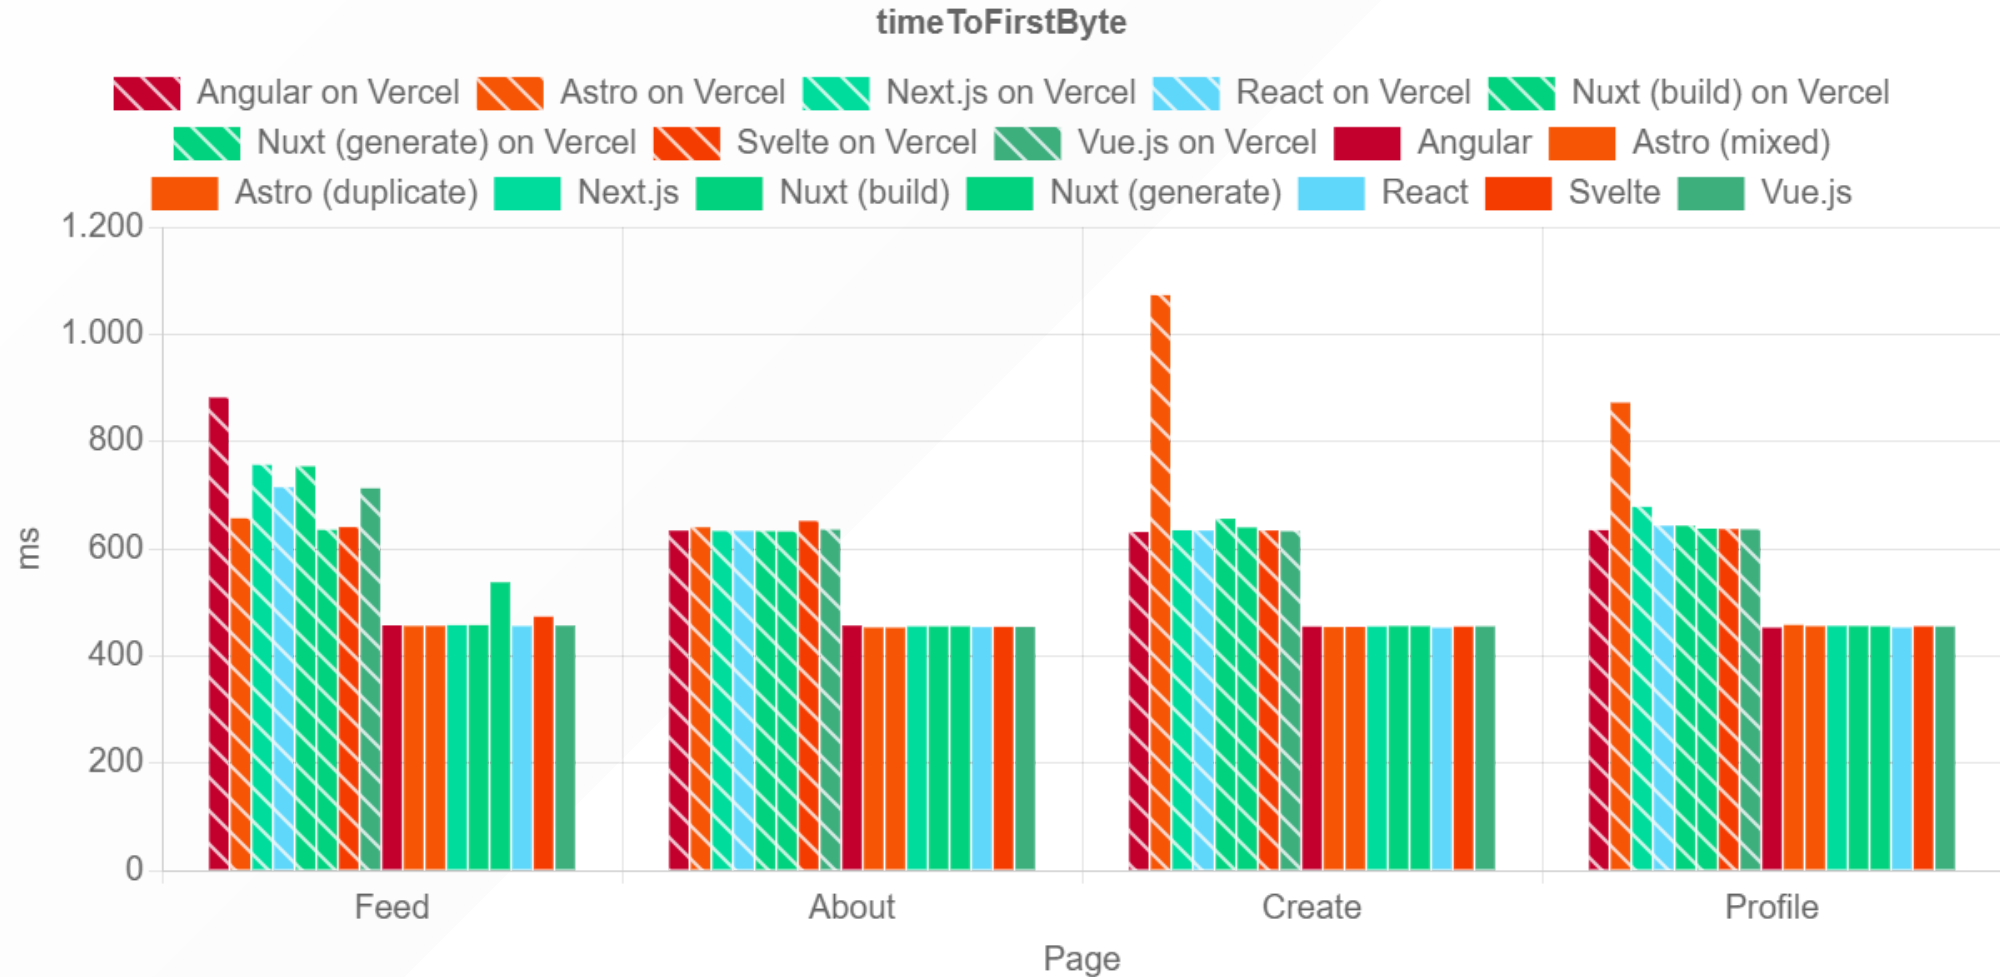 timeToFirstByte
Angular on Vercel Astro on Vercel Next.js on Vercel React on Vercel Nuxt (build) on Vercel
Nuxt (generate) on Vercel Svelte on Vercel Vue.js on Vercel Angular Astro (mixed)
Astro (duplicate) Next.js Nuxt (build) Nuxt (generate) React Svelte Vue.js
1.200
1.000
800
600
400
200
0
ms
Feed About Create Profile
Page